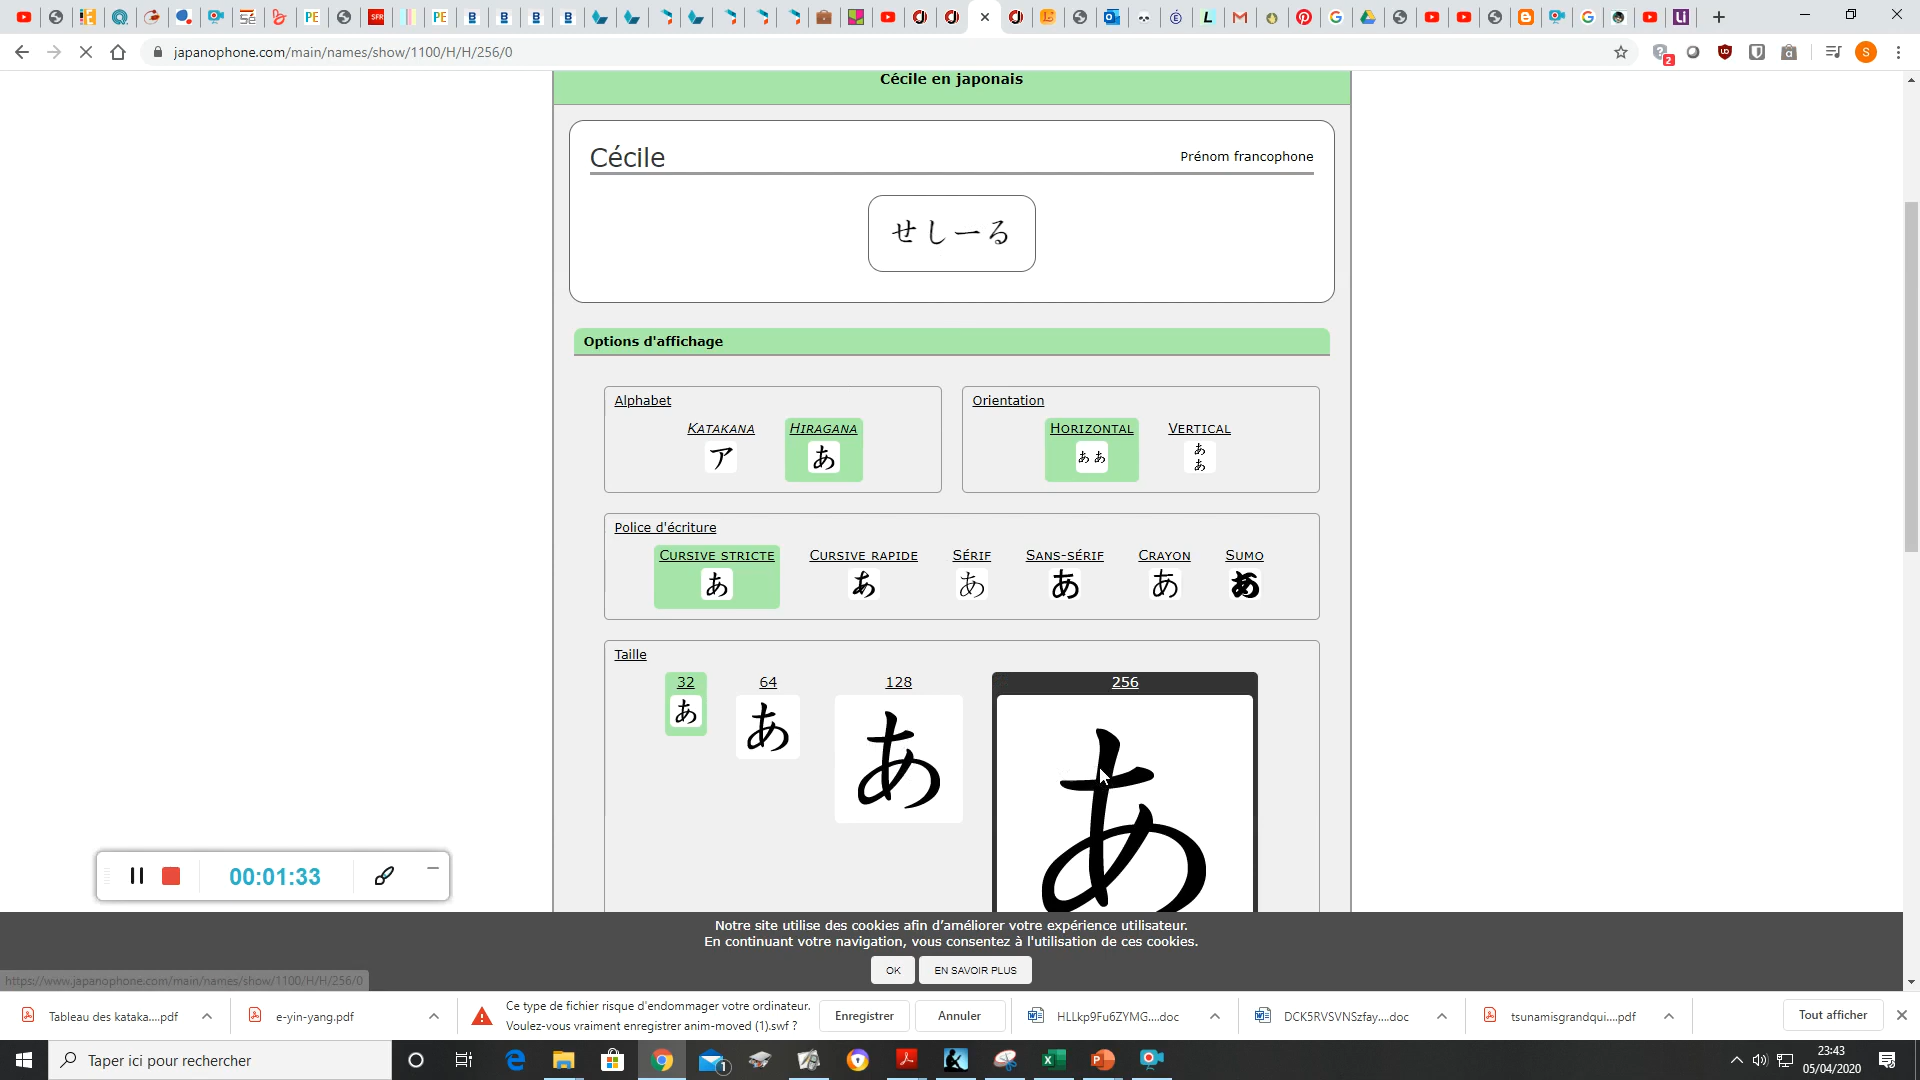 japanophone.com/main/names/show/1100/H/H/256/0
2
S
Cécile en japonais
Cécile
Prénom francophone
せしーる
Options d'affichage
Alphabet
KATAKANA
HIRAGANA
ア
あ
Orientation
HORIZONTAL
VERTICAL
あ あ
あ
あ
Police d'écriture
CURSIVE STRICTE
CURSIVE RAPIDE
SÉRIF
SANS-SÉRIF
CRAYON
SUMO
あ
あ
あ
あ
あ
あ
Taille
32
64
128
256
あ
あ
あ
あ
00:01:33
Notre site utilise des cookies afin d’améliorer votre expérience utilisateur.
En continuant votre navigation, vous consentez à l'utilisation de ces cookies.
OK
EN SAVOIR PLUS
https://www.japanophone.com/main/names/show/1100/H/H/256/0
Tableau des kataka....pdf
e-yin-yang.pdf
Ce type de fichier risque d'endommager votre ordinateur.
Voulez-vous vraiment enregistrer anim-moved (1).swf ?
Enregistrer
Annuler
HLLkp9Fu6ZYMG....doc
DCK5RVSVNSzfay....doc
tsunamisgrandqui....pdf
Tout afficher
Taper ici pour rechercher
1
23:43
05/04/2020